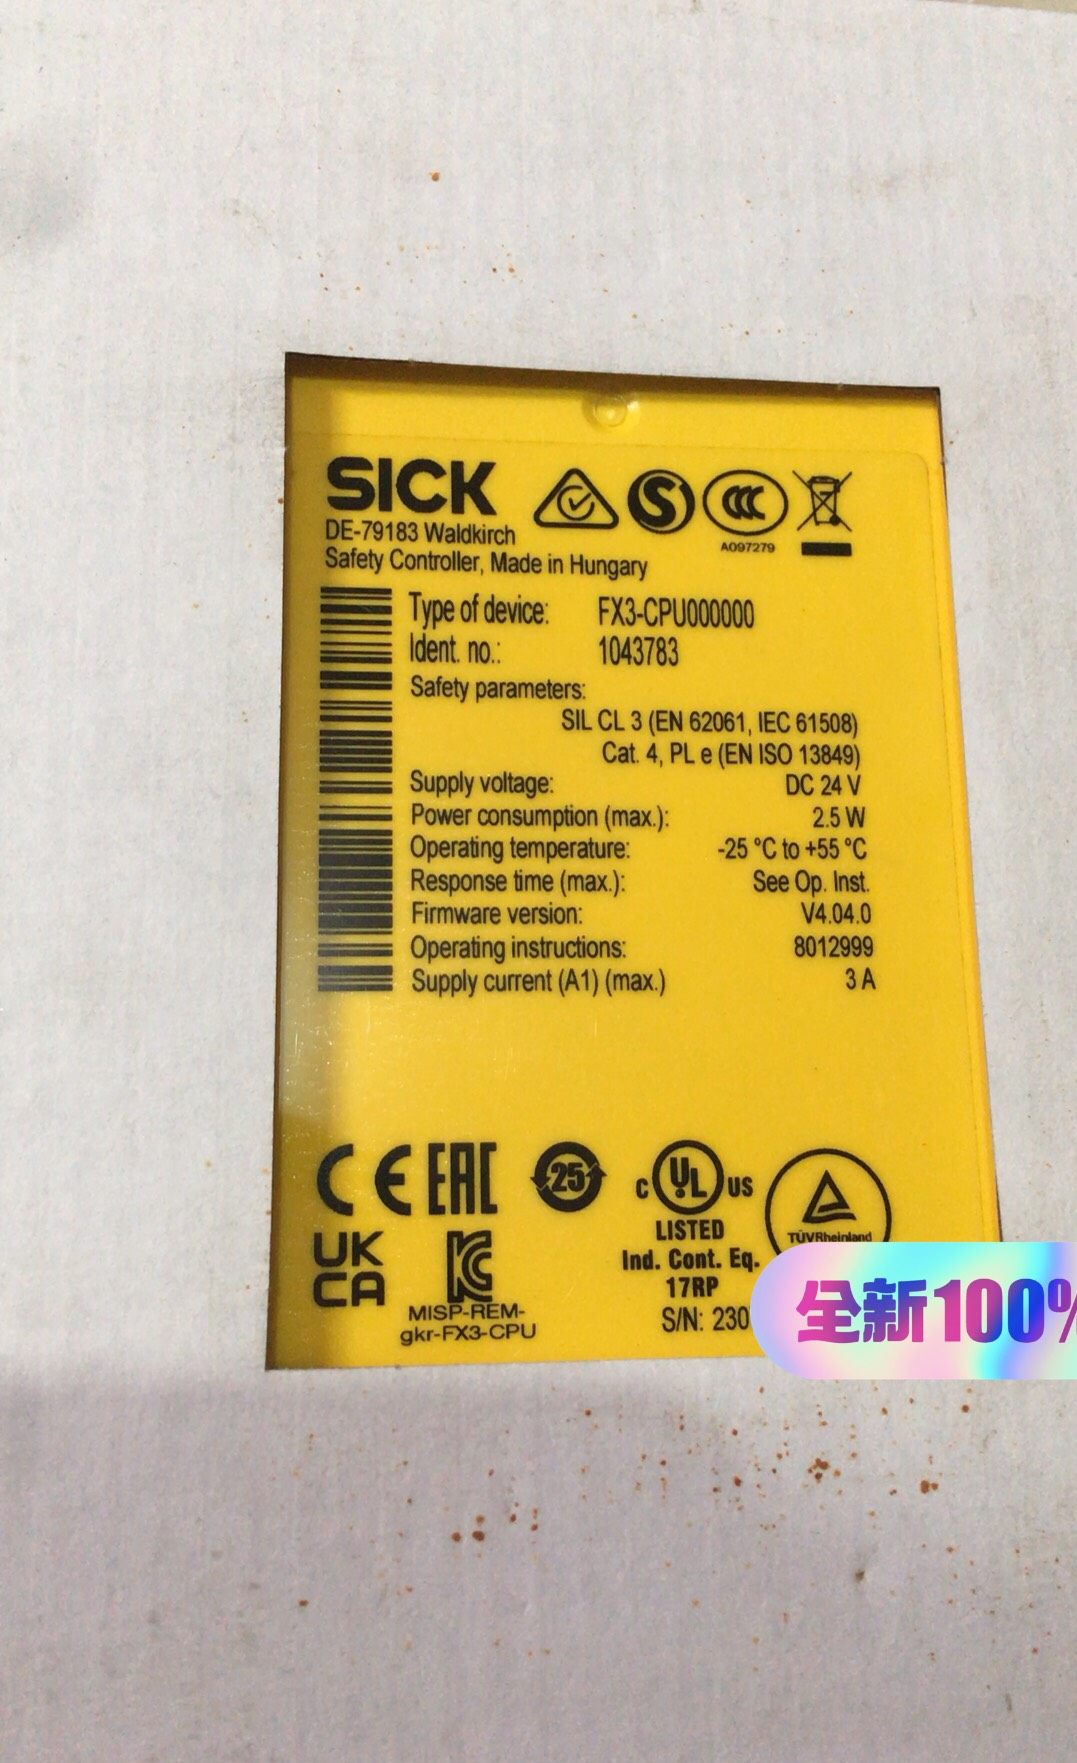 SICK
DE-79183 Waldkirch
Safety Controller, Made in Hungary
A097279
Type of device: FX3-CPU000000
Ident. no.: 1043783
Safety parameters:
SIL CL 3 (EN 62061, IEC 61508)
Cat. 4, PL e (EN ISO 13849)
Supply voltage: DC 24 V
Power consumption (max.): 2.5 W
Operating temperature: -25 °C to +55 °C
Response time (max.): See Op. Inst.
Firmware version: V4.04.0
Operating instructions: 8012999
Supply current (A1) (max.) 3 A
CE EAC 25 C UL US
LISTED
Ind. Cont. Eq.
17RP
S/N: 230
TÜVRheinland
UK
CA
MISP-REM-
gkr-FX3-CPU
全新100%